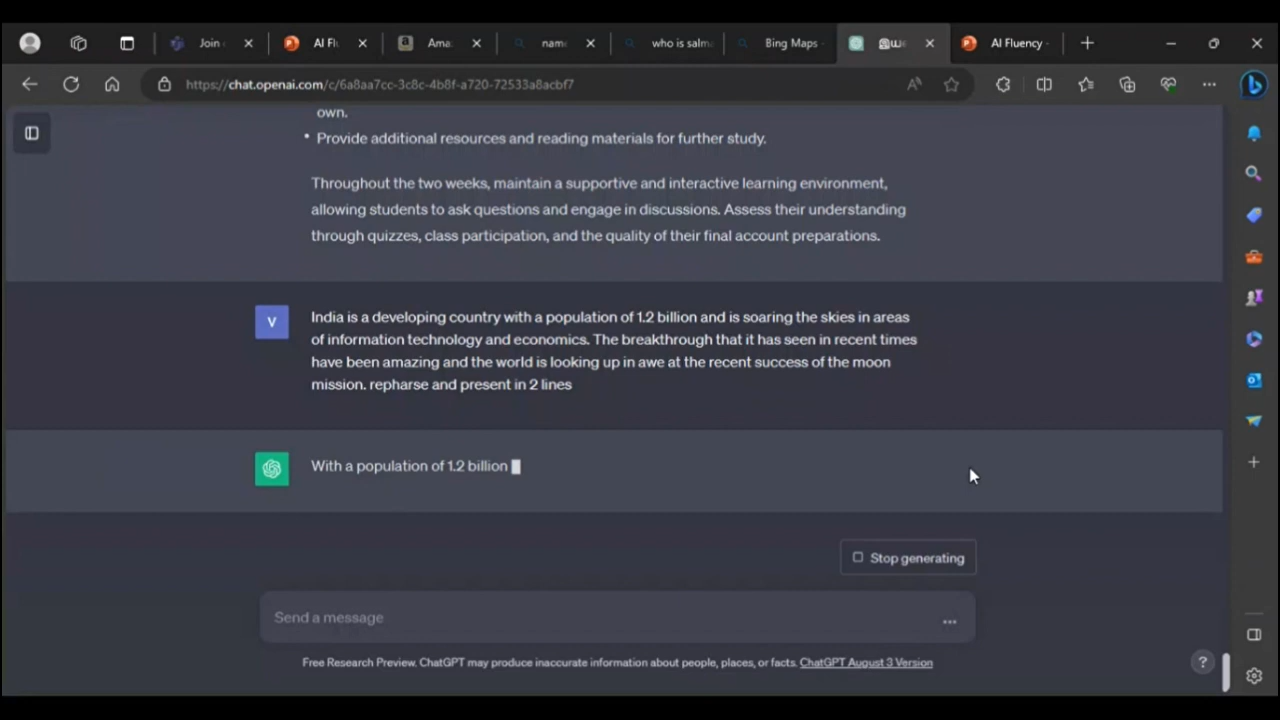 Join
AI Fl
Ama
name
who is salm
Bing Maps
AI Fluency
https://chat.openai.com/c/6a8aa7cc-3c8c-4b8f-a720-72533a8acbf7
own.
• Provide additional resources and reading materials for further study.
Throughout the two weeks, maintain a supportive and interactive learning environment,
allowing students to ask questions and engage in discussions. Assess their understanding
through quizzes, class participation, and the quality of their final account preparations.
V
India is a developing country with a population of 1.2 billion and is soaring the skies in areas
of information technology and economics. The breakthrough that it has seen in recent times
have been amazing and the world is looking up in awe at the recent success of the moon
mission. repharse and present in 2 lines
With a population of 1.2 billion
Stop generating
Send a message
Free Research Preview. ChatGPT may produce inaccurate information about people, places, or facts. ChatGPT August 3 Version